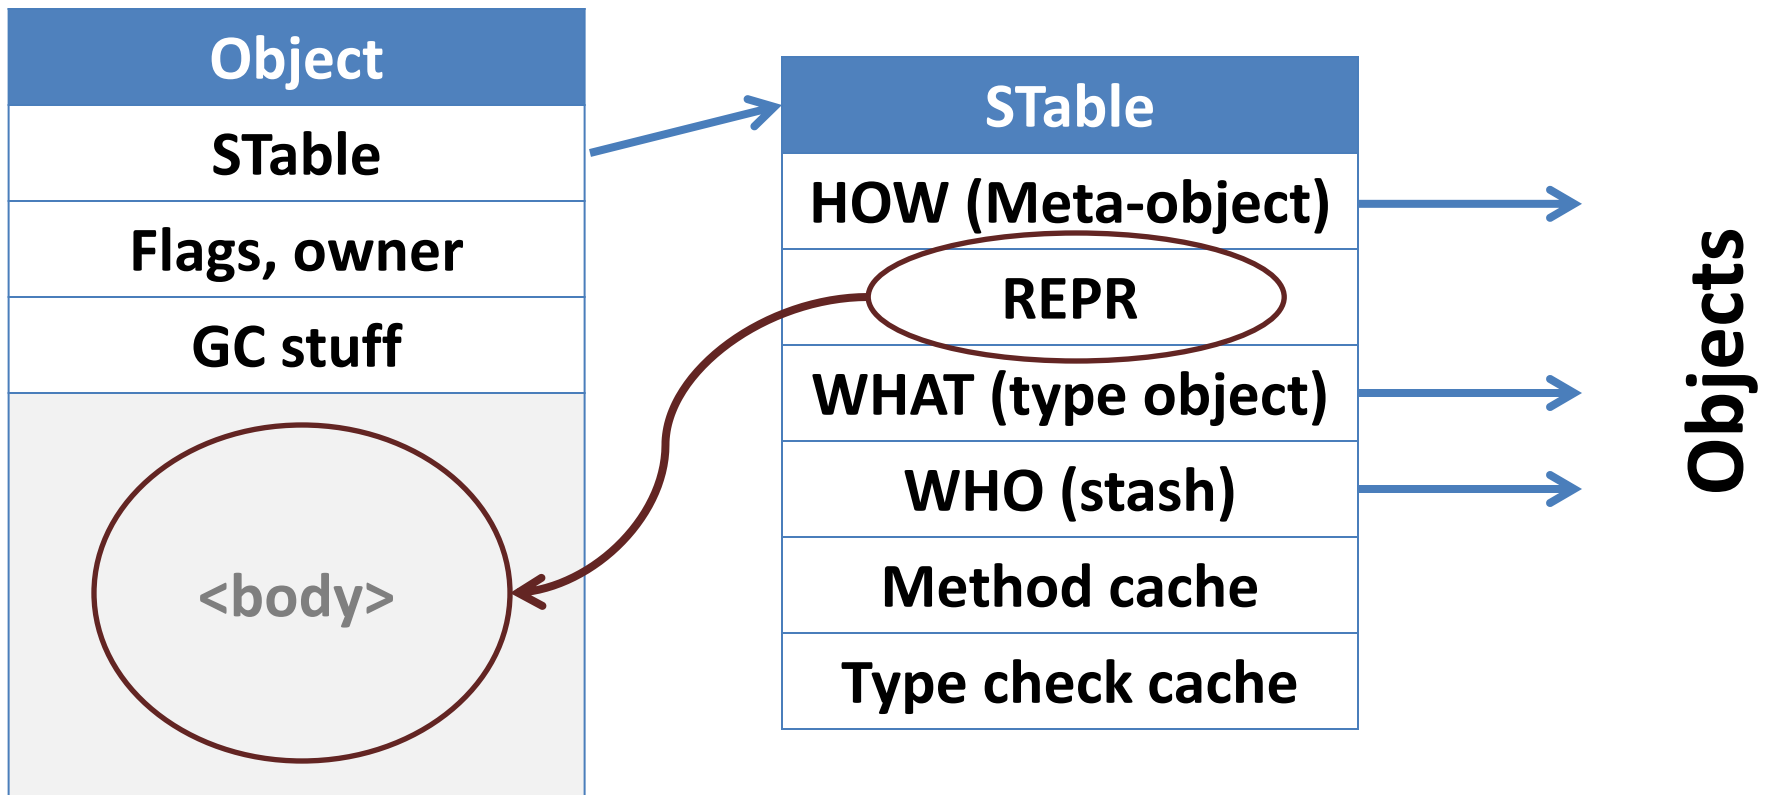 Object
STable
Flags, owner
GC stuff
<body>
STable
HOW (Meta-object)
REPR
WHAT (type object)
WHO (stash)
Method cache
Type check cache
Objects